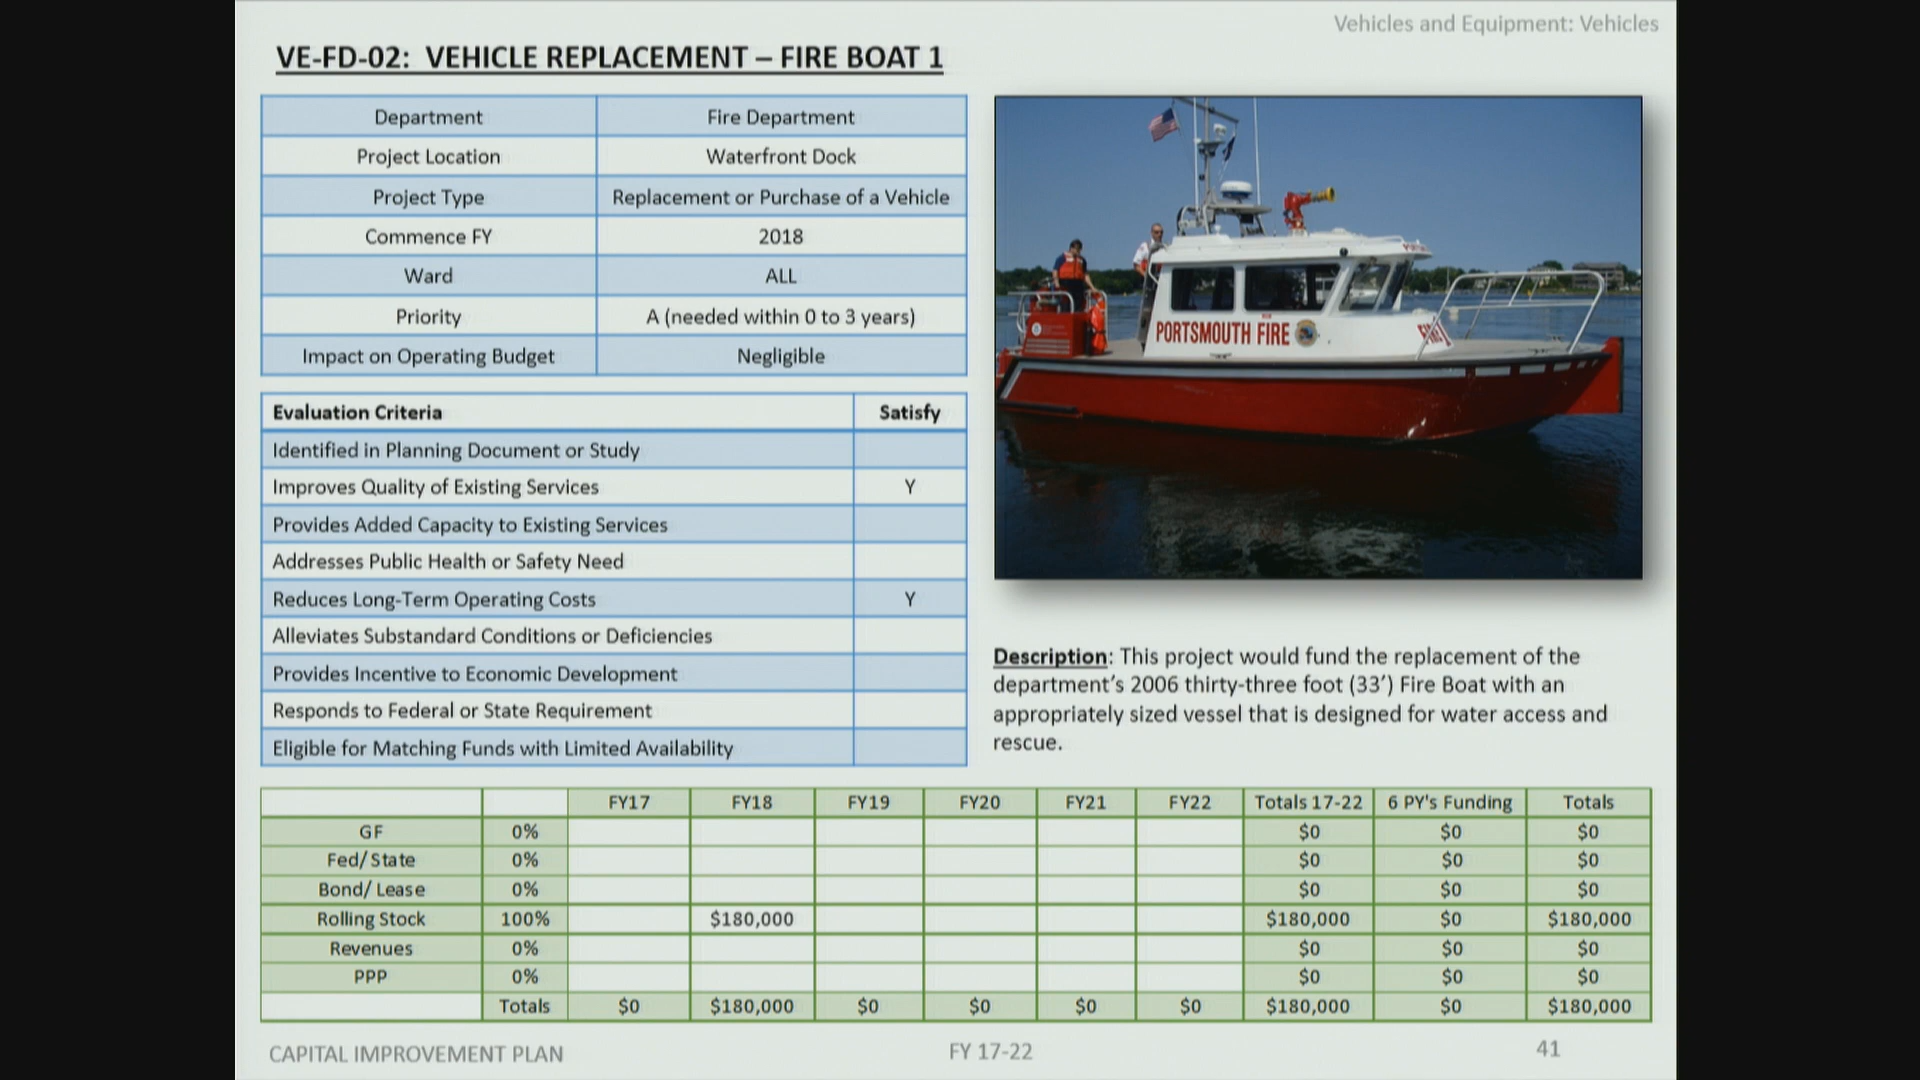 Vehicles and Equipment: Vehicles
VE-FD-02: VEHICLE REPLACEMENT – FIRE BOAT 1
Department Fire Department
Project Location Waterfront Dock
Project Type Replacement or Purchase of a Vehicle
Commence FY 2018
Ward ALL
Priority A (needed within 0 to 3 years)
Impact on Operating Budget Negligible
Evaluation Criteria Satisfy
Identified in Planning Document or Study
Improves Quality of Existing Services Y
Provides Added Capacity to Existing Services
Addresses Public Health or Safety Need
Reduces Long-Term Operating Costs Y
Alleviates Substandard Conditions or Deficiencies
Provides Incentive to Economic Development
Responds to Federal or State Requirement
Eligible for Matching Funds with Limited Availability
PORTSMOUTH FIRE
Description: This project would fund the replacement of the
department's 2006 thirty-three foot (33') Fire Boat with an
appropriately sized vessel that is designed for water access and
rescue.
FY17 FY18 FY19 FY20 FY21 FY22 Totals 17-22 6 PY's Funding Totals
GF 0% $0 $0 $0
Fed/ State 0% $0 $0 $0
Bond/ Lease 0% $0 $0 $0
Rolling Stock 100% $180,000 $180,000 $0 $180,000
Revenues 0% $0 $0 $0
PPP 0% $0 $0 $0
Totals $0 $180,000 $0 $0 $0 $0 $180,000 $0 $180,000
CAPITAL IMPROVEMENT PLAN FY 17-22 41